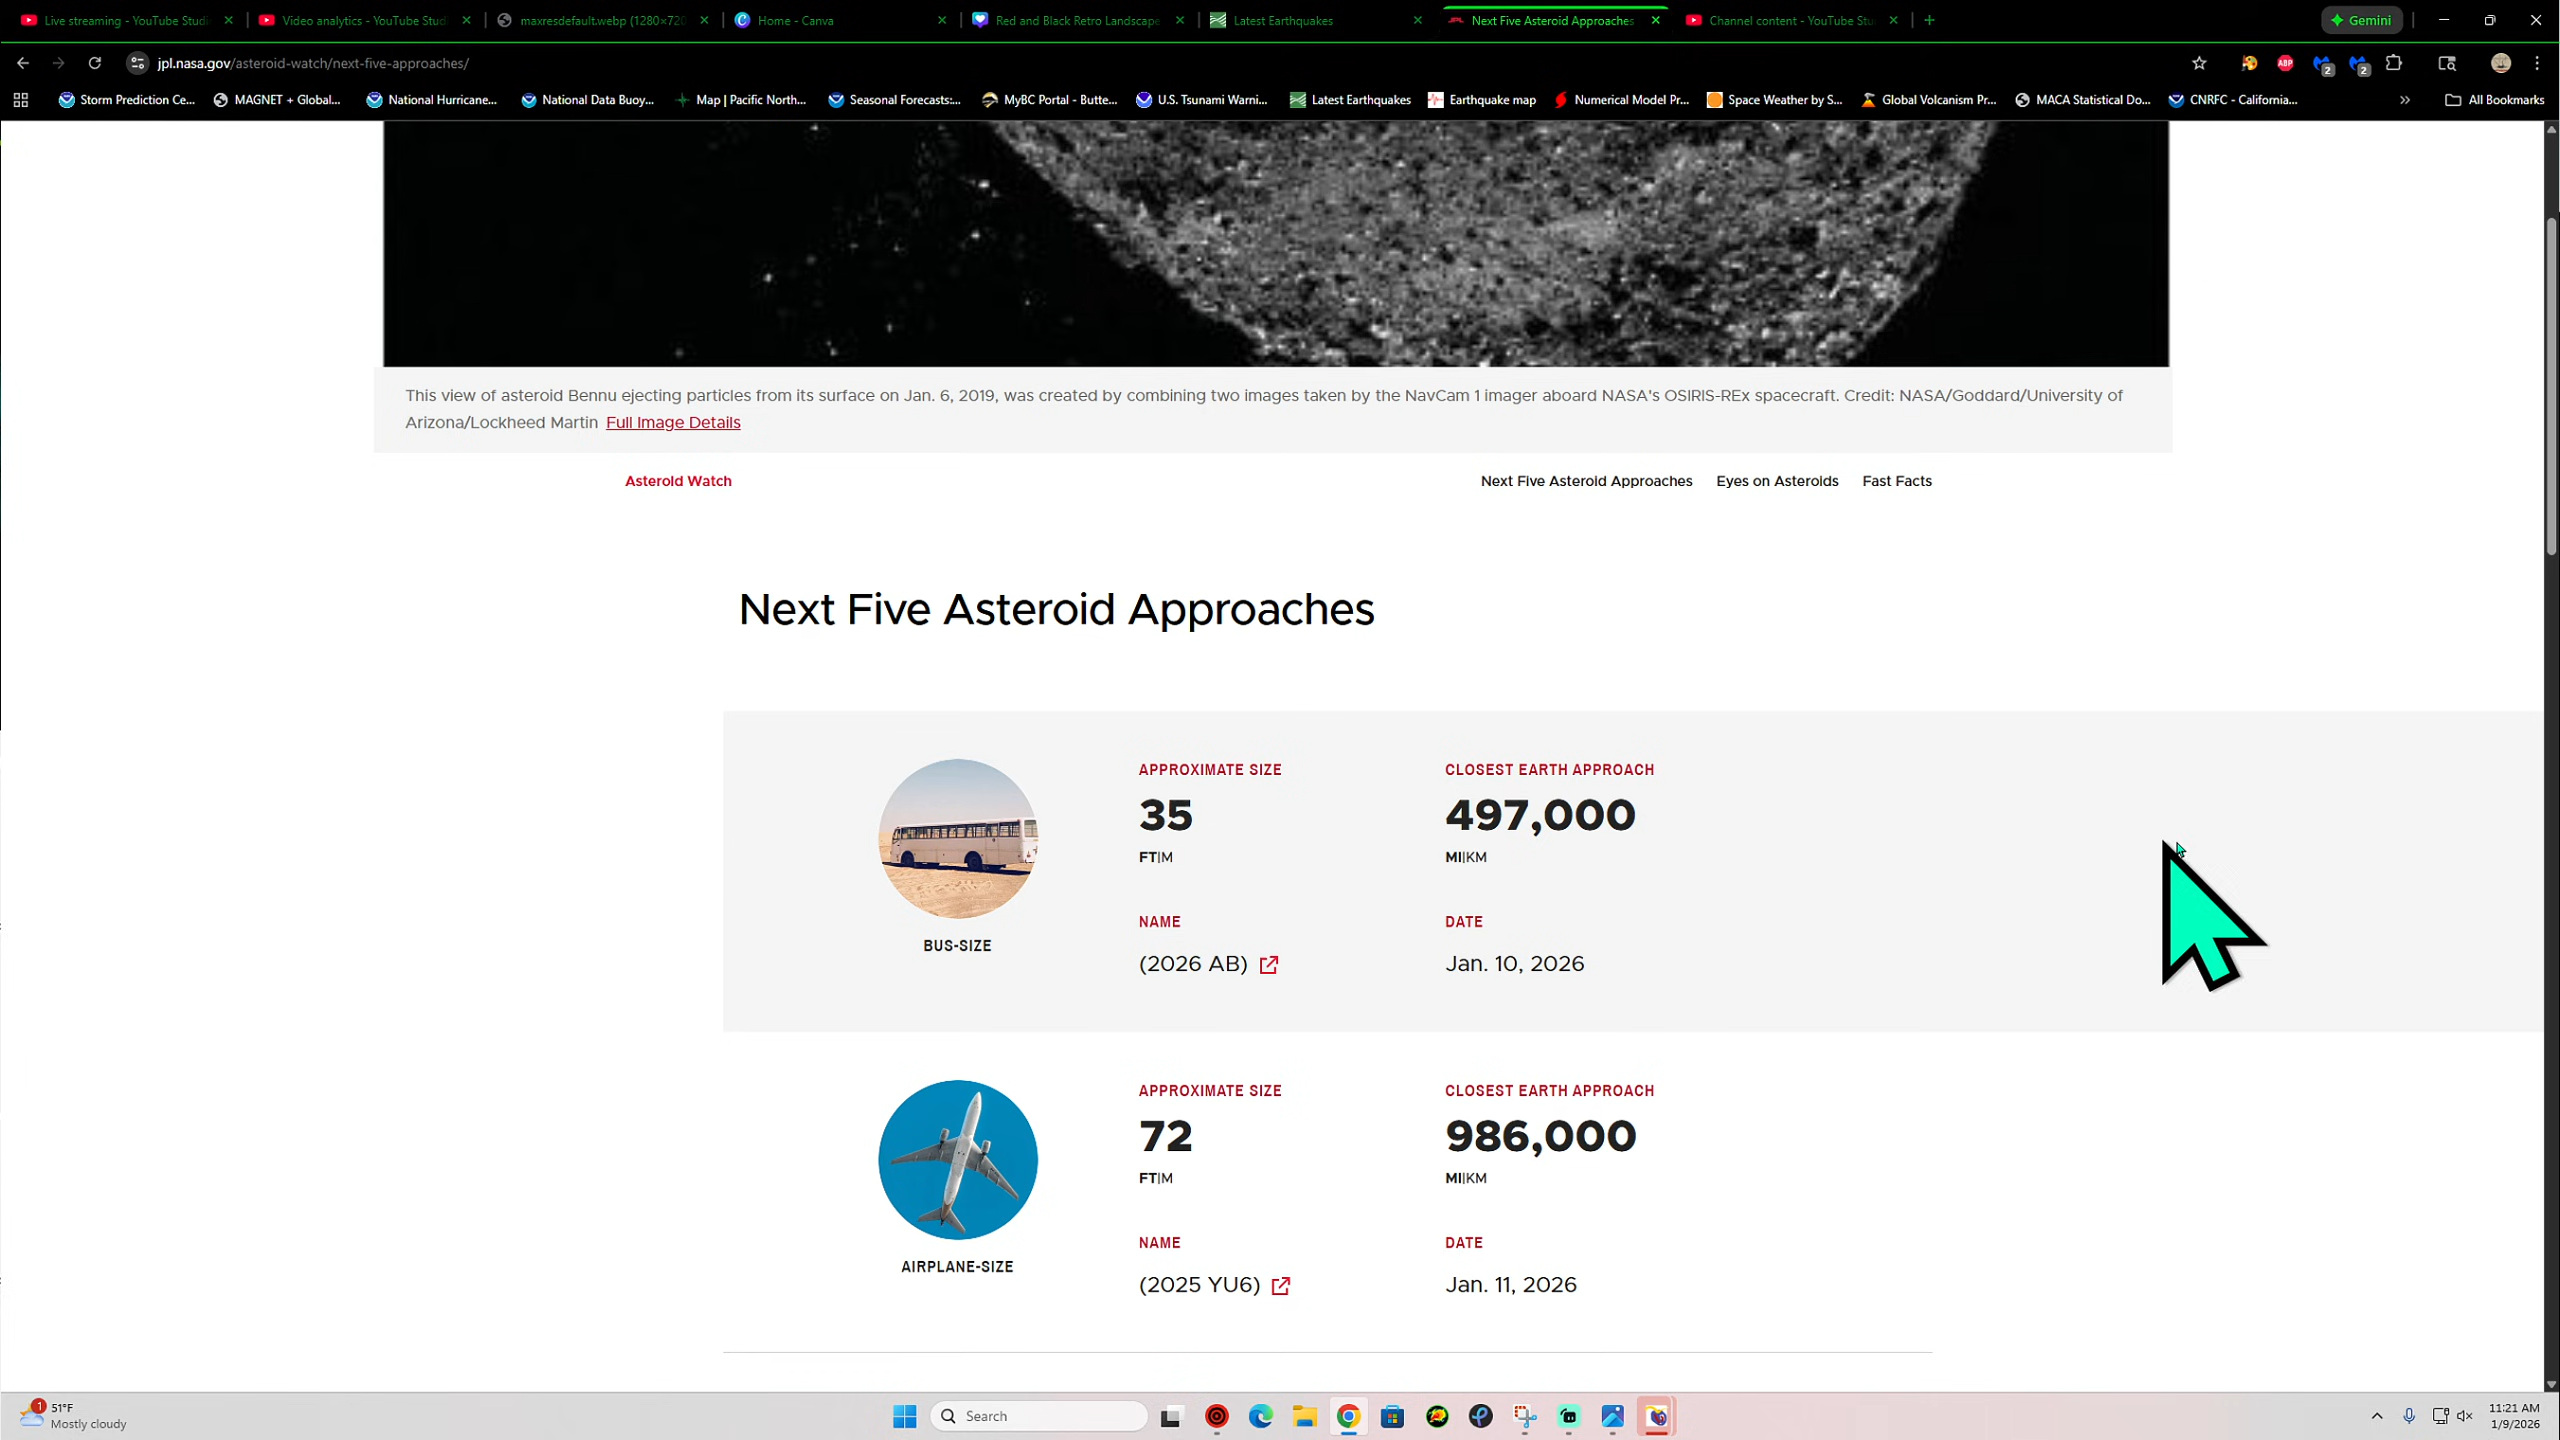 Live streaming - YouTube Studi
Video analytics - YouTube Studi
maxresdefault.webp (1280×720
Home - Canva
Red and Black Retro Landscape
Latest Earthquakes
Next Five Asteroid Approaches
Channel content - YouTube Stu
Gemini
jpl.nasa.gov/asteroid-watch/next-five-approaches/
ABP
2
2
Storm Prediction Ce...
MAGNET + Global...
National Hurricane...
National Data Buoy...
Map | Pacific North...
Seasonal Forecasts:...
MyBC Portal - Butte...
U.S. Tsunami Warni...
Latest Earthquakes
Earthquake map
Numerical Model Pr...
Space Weather by S...
Global Volcanism Pr...
MACA Statistical Do...
CNRFC - California...
All Bookmarks
This view of asteroid Bennu ejecting particles from its surface on Jan. 6, 2019, was created by combining two images taken by the NavCam 1 imager aboard NASA's OSIRIS-REx spacecraft. Credit: NASA/Goddard/University of
Arizona/Lockheed Martin Full Image Details
Asteroid Watch
Next Five Asteroid Approaches
Eyes on Asteroids
Fast Facts
Next Five Asteroid Approaches
APPROXIMATE SIZE
CLOSEST EARTH APPROACH
35
497,000
FT|M
MI|KM
NAME
DATE
BUS-SIZE
(2026 AB)
Jan. 10, 2026
APPROXIMATE SIZE
CLOSEST EARTH APPROACH
72
986,000
FT|M
MI|KM
NAME
DATE
AIRPLANE-SIZE
(2025 YU6)
Jan. 11, 2026
1
51°F
Mostly cloudy
Search
11:21 AM
1/9/2026